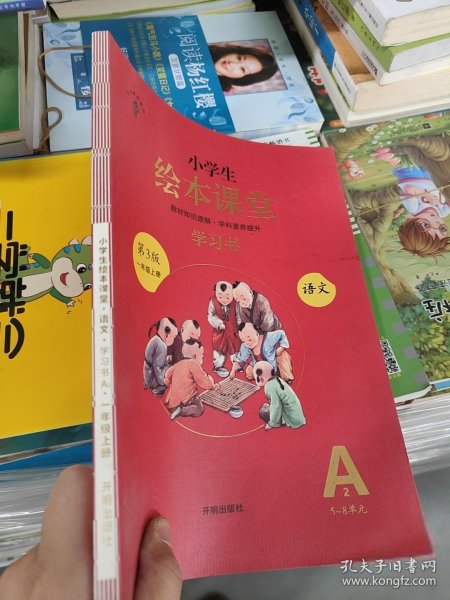 阅读杨红樱
小学生
绘本课堂
教材知识透解·学科素养提升
学习书
第3版
一年级上册
语文
A
2
5~8单元
开明出版社
小学生绘本课堂·语文·学习书A·一年级上册
开明出版社
孔夫子旧书网
www.kongfz.com